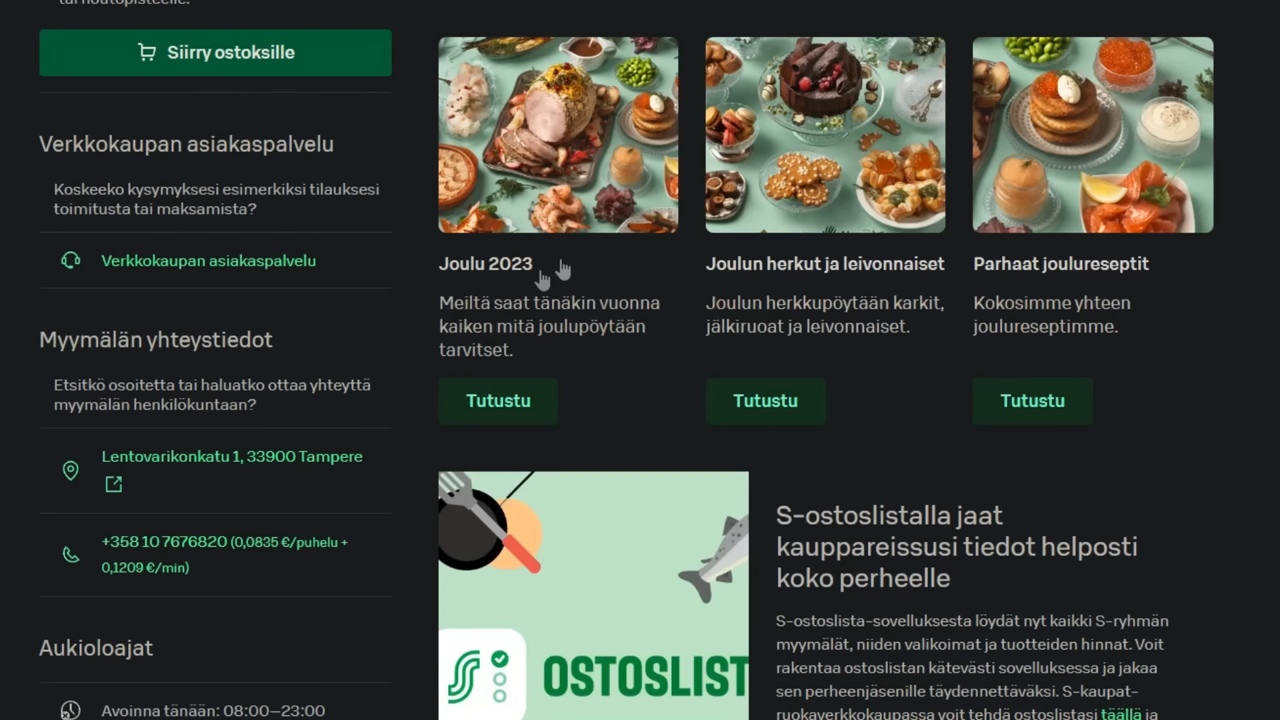 Siirry ostoksille
Verkkokaupan asiakaspalvelu
Koskeeko kysymyksesi esimerkiksi tilauksesi
toimitusta tai maksamista?
Verkkokaupan asiakaspalvelu
Myymälän yhteystiedot
Etsitkö osoitetta tai haluatko ottaa yhteyttä
myymälän henkilökuntaan?
Lentovarikonkatu 1, 33900 Tampere
+358 10 7676820 (0,0835 €/puhelu +
0,1209 €/min)
Aukioloajat
Avoinna tänään: 08:00–23:00
Joulu 2023
Meiltä saat tänäkin vuonna
kaiken mitä joulupöytään
tarvitset.
Tutustu
Joulun herkut ja leivonnaiset
Joulun herkkupöytään karkit,
jälkiruoat ja leivonnaiset.
Tutustu
Parhaat joulureseptit
Kokosimme yhteen
joulureseptimme.
Tutustu
OSTOSLIST
S-ostoslistalla jaat
kauppareissusi tiedot helposti
koko perheelle
S-ostoslista-sovelluksesta löydät nyt kaikki S-ryhmän
myymälät, niiden valikoimat ja tuotteiden hinnat. Voit
rakentaa ostoslistan kätevästi sovelluksessa ja jakaa
sen perheenjäsenille täydennettäväksi. S-kaupat-
ruokaverkkokaupassa voit tehdä ostoslistasi täällä ja